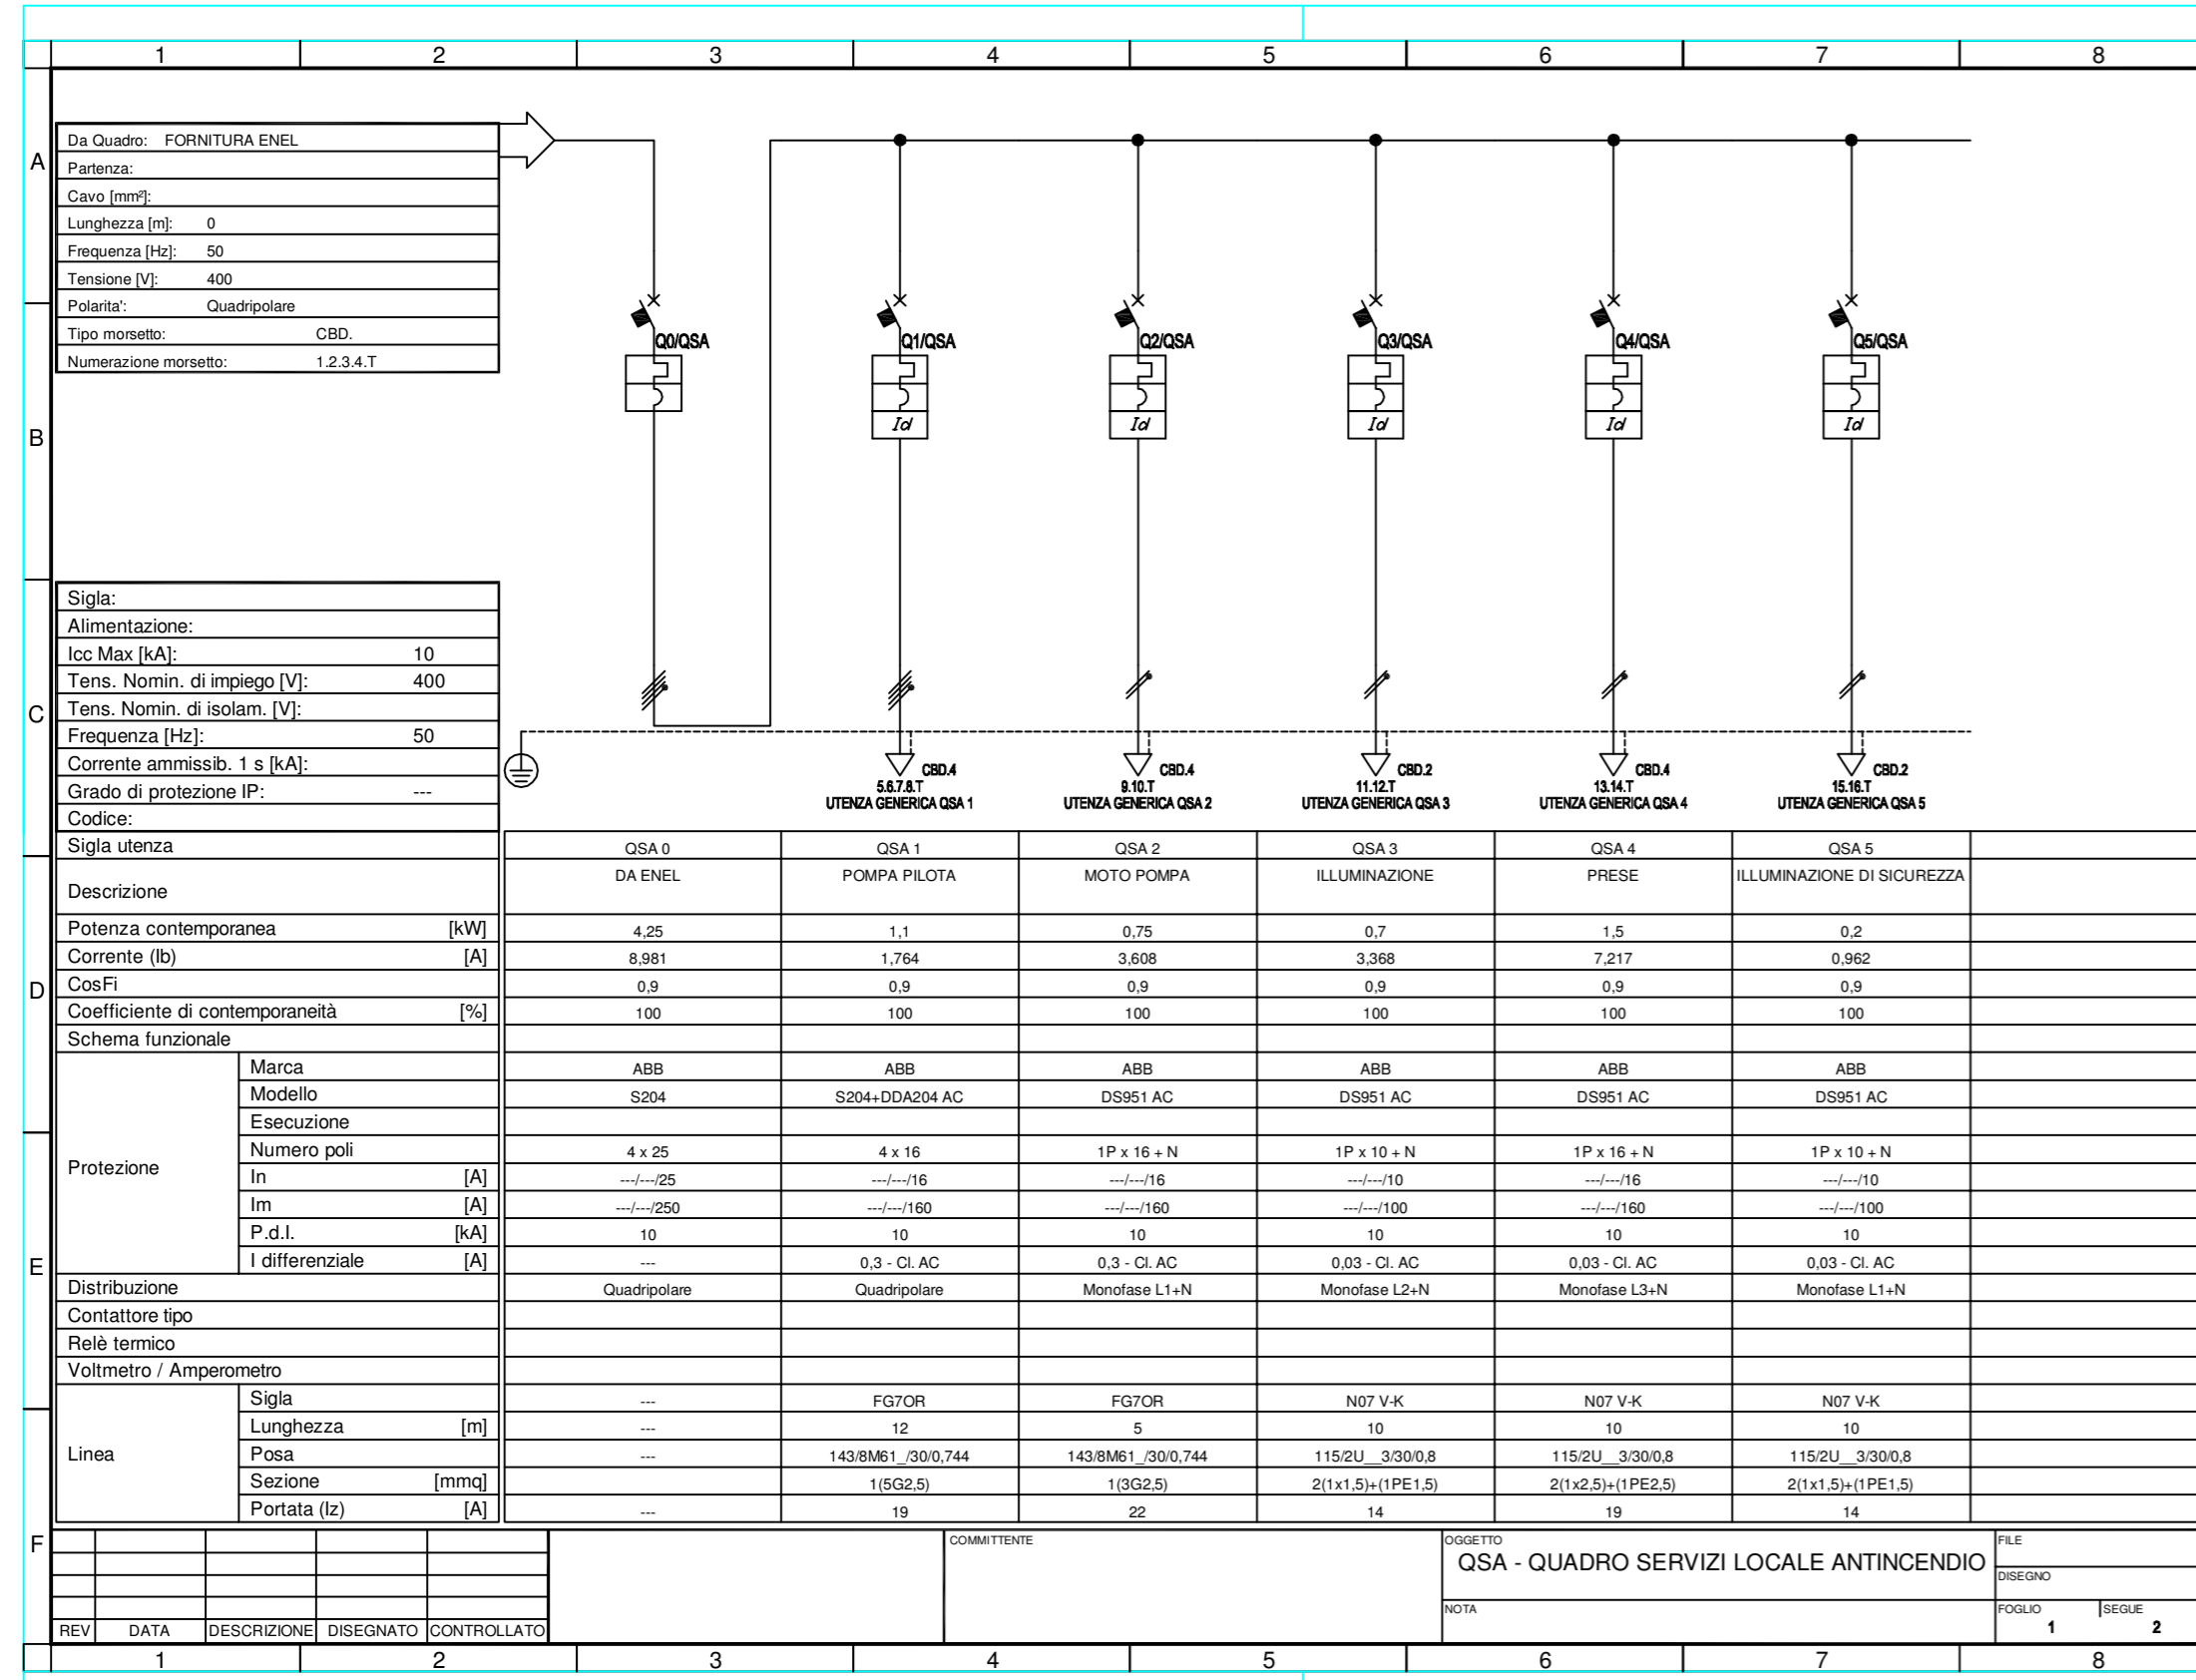 1 2 3 4 5 6 7 8
A
B
C
D
E
F
Da Quadro: FORNITURA ENEL
Partenza:
Cavo [mm²]:
Lunghezza [m]: 0
Frequenza [Hz]: 50
Tensione [V]: 400
Polarita': Quadripolare
Tipo morsetto: CBD.
Numerazione morsetto: 1.2.3.4.T
Q0/QSA Q1/QSA Q2/QSA Q3/QSA Q4/QSA Q5/QSA
Id Id Id Id Id
Sigla:
Alimentazione:
Icc Max [kA]: 10
Tens. Nomin. di impiego [V]: 400
Tens. Nomin. di isolam. [V]:
Frequenza [Hz]: 50
Corrente ammissib. 1 s [kA]:
Grado di protezione IP: ---
Codice:
CBD.4 CBD.4 CBD.2 CBD.4 CBD.2
5.6.7.8.T 9.10.T 11.12.T 13.14.T 15.16.T
UTENZA GENERICA QSA 1 UTENZA GENERICA QSA 2 UTENZA GENERICA QSA 3 UTENZA GENERICA QSA 4 UTENZA GENERICA QSA 5
Sigla utenza QSA 0 QSA 1 QSA 2 QSA 3 QSA 4 QSA 5
Descrizione DA ENEL POMPA PILOTA MOTO POMPA ILLUMINAZIONE PRESE ILLUMINAZIONE DI SICUREZZA
Potenza contemporanea [kW] 4,25 1,1 0,75 0,7 1,5 0,2
Corrente (Ib) [A] 8,981 1,764 3,608 3,368 7,217 0,962
CosFi 0,9 0,9 0,9 0,9 0,9 0,9
Coefficiente di contemporaneità [%] 100 100 100 100 100 100
Schema funzionale
Protezione
Marca ABB ABB ABB ABB ABB ABB
Modello S204 S204+DDA204 AC DS951 AC DS951 AC DS951 AC DS951 AC
Esecuzione
Numero poli 4 x 25 4 x 16 1P x 16 + N 1P x 10 + N 1P x 16 + N 1P x 10 + N
In [A] ---/---/25 ---/---/16 ---/---/16 ---/---/10 ---/---/16 ---/---/10
Im [A] ---/---/250 ---/---/160 ---/---/160 ---/---/100 ---/---/160 ---/---/100
P.d.I. [kA] 10 10 10 10 10 10
I differenziale [A] --- 0,3 - Cl. AC 0,3 - Cl. AC 0,03 - Cl. AC 0,03 - Cl. AC 0,03 - Cl. AC
Distribuzione Quadripolare Quadripolare Monofase L1+N Monofase L2+N Monofase L3+N Monofase L1+N
Contattore tipo
Relè termico
Voltmetro / Amperometro
Linea
Sigla --- FG7OR FG7OR N07 V-K N07 V-K N07 V-K
Lunghezza [m] --- 12 5 10 10 10
Posa --- 143/8M61_/30/0,744 143/8M61_/30/0,744 115/2U__3/30/0,8 115/2U__3/30/0,8 115/2U__3/30/0,8
Sezione [mmq] 1(5G2,5) 1(3G2,5) 2(1x1,5)+(1PE1,5) 2(1x2,5)+(1PE2,5) 2(1x1,5)+(1PE1,5)
Portata (Iz) [A] --- 19 22 14 19 14
REV DATA DESCRIZIONE DISEGNATO CONTROLLATO
COMMITTENTE
OGGETTO
QSA - QUADRO SERVIZI LOCALE ANTINCENDIO
NOTA
FILE
DISEGNO
FOGLIO SEGUE
1 2
1 2 3 4 5 6 7 8